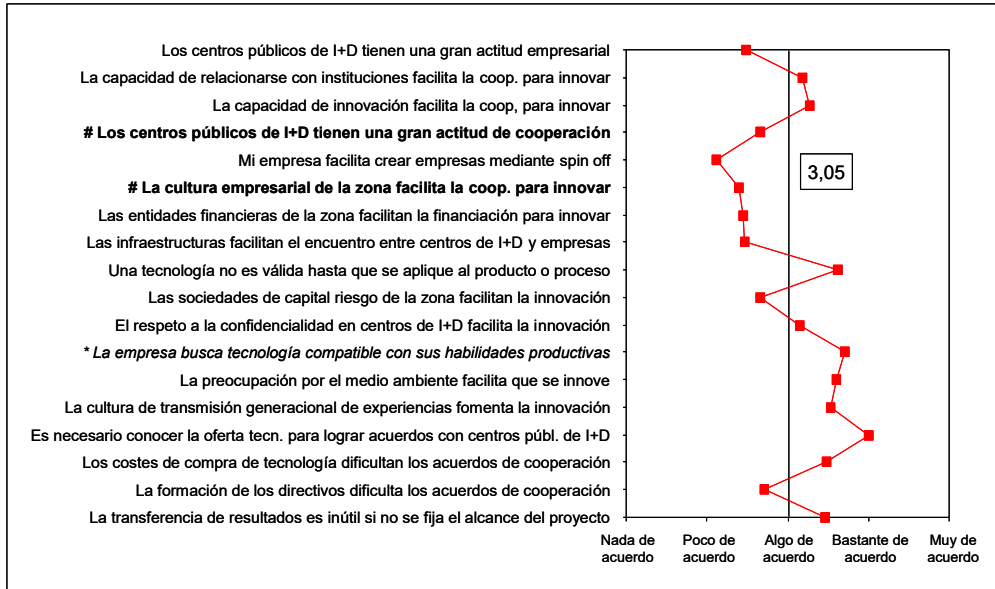 Los centros públicos de I+D tienen una gran actitud empresarial
La capacidad de relacionarse con instituciones facilita la coop. para innovar
La capacidad de innovación facilita la coop, para innovar
# Los centros públicos de I+D tienen una gran actitud de cooperación
Mi empresa facilita crear empresas mediante spin off
3,05
# La cultura empresarial de la zona facilita la coop. para innovar
Las entidades financieras de la zona facilitan la financiación para innovar
Las infraestructuras facilitan el encuentro entre centros de I+D y empresas
Una tecnología no es válida hasta que se aplique al producto o proceso
Las sociedades de capital riesgo de la zona facilitan la innovación
El respeto a la confidencialidad en centros de I+D facilita la innovación
* La empresa busca tecnología compatible con sus habilidades productivas
La preocupación por el medio ambiente facilita que se innove
La cultura de transmisión generacional de experiencias fomenta la innovación
Es necesario conocer la oferta tecn. para lograr acuerdos con centros públ. de I+D
Los costes de compra de tecnología dificultan los acuerdos de cooperación
La formación de los directivos dificulta los acuerdos de cooperación
La transferencia de resultados es inútil si no se fija el alcance del proyecto
Nada de
acuerdo
Poco de
acuerdo
Algo de
acuerdo
Bastante de
acuerdo
Muy de
acuerdo